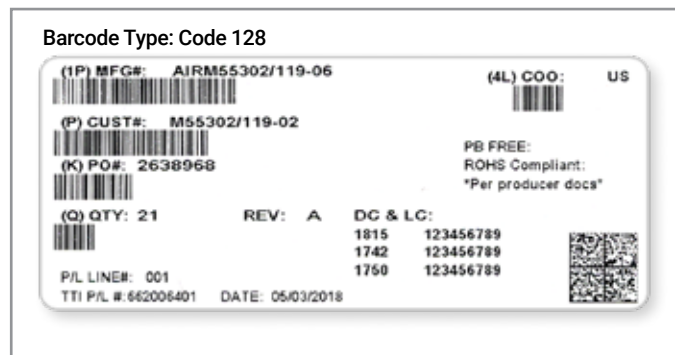 Barcode Type: Code 128
(1P) MFG#: AIRM55302/119-06
(4L) COO: US
(P) CUST#: M55302/119-02
(K) PO#: 2638968
PB FREE:
ROHS Compliant:
*Per producer docs*
(Q) QTY: 21 REV: A DC & LC:
1815 123456789
1742 123456789
1750 123456789
P/L LINE#: 001
TTI P/L #:662006401 DATE: 05/03/2018